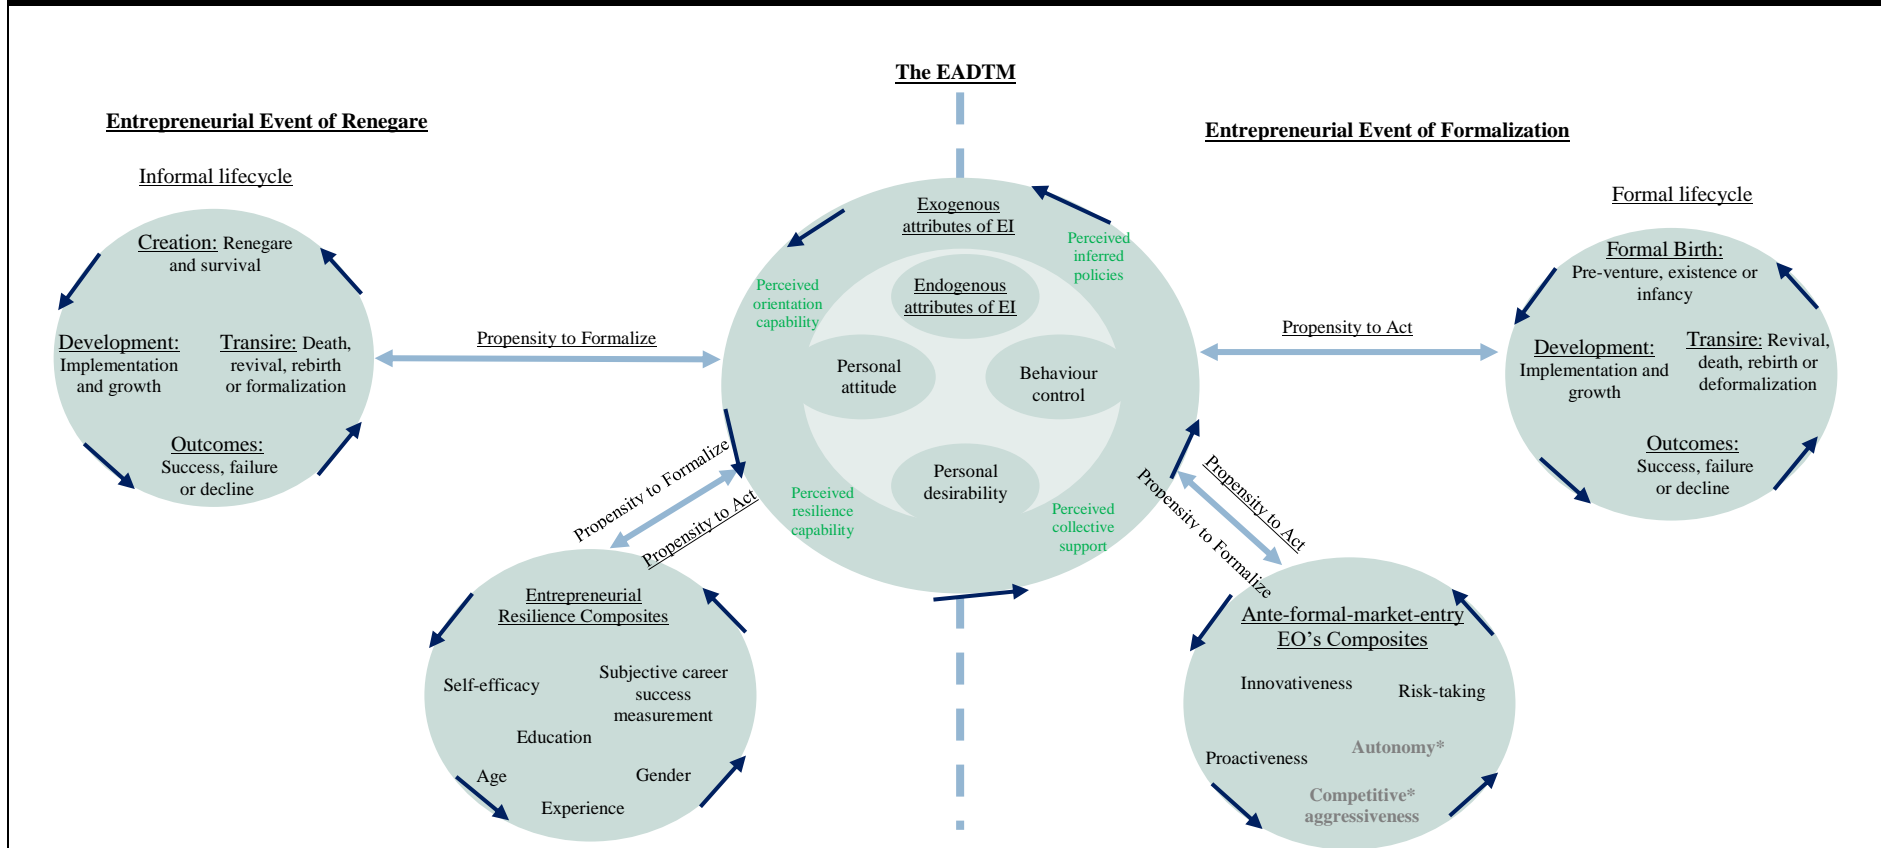 The EADTM
Entrepreneurial Event of Renegare
Entrepreneurial Event of Formalization
Informal lifecycle
Creation: Renegare
and survival
Development:
Implementation
and growth
Transire: Death,
revival, rebirth
or formalization
Outcomes:
Success, failure
or decline
Propensity to Formalize
Exogenous
attributes of EI
Perceived
inferred
policies
Perceived
orientation
capability
Endogenous
attributes of EI
Personal
attitude
Behaviour
control
Personal
desirability
Perceived
resilience
capability
Perceived
collective
support
Propensity to Act
Formal lifecycle
Formal Birth:
Pre-venture, existence or
infancy
Development:
Implementation and
growth
Transire: Revival,
death, rebirth or
deformalization
Outcomes:
Success, failure
or decline
Propensity to Formalize
Propensity to Act
Propensity to Act
Propensity to Formalize
Entrepreneurial
Resilience Composites
Self-efficacy
Subjective career
success
measurement
Education
Age
Gender
Experience
Ante-formal-market-entry
EO’s Composites
Innovativeness
Risk-taking
Proactiveness
Autonomy*
Competitive*
aggressiveness